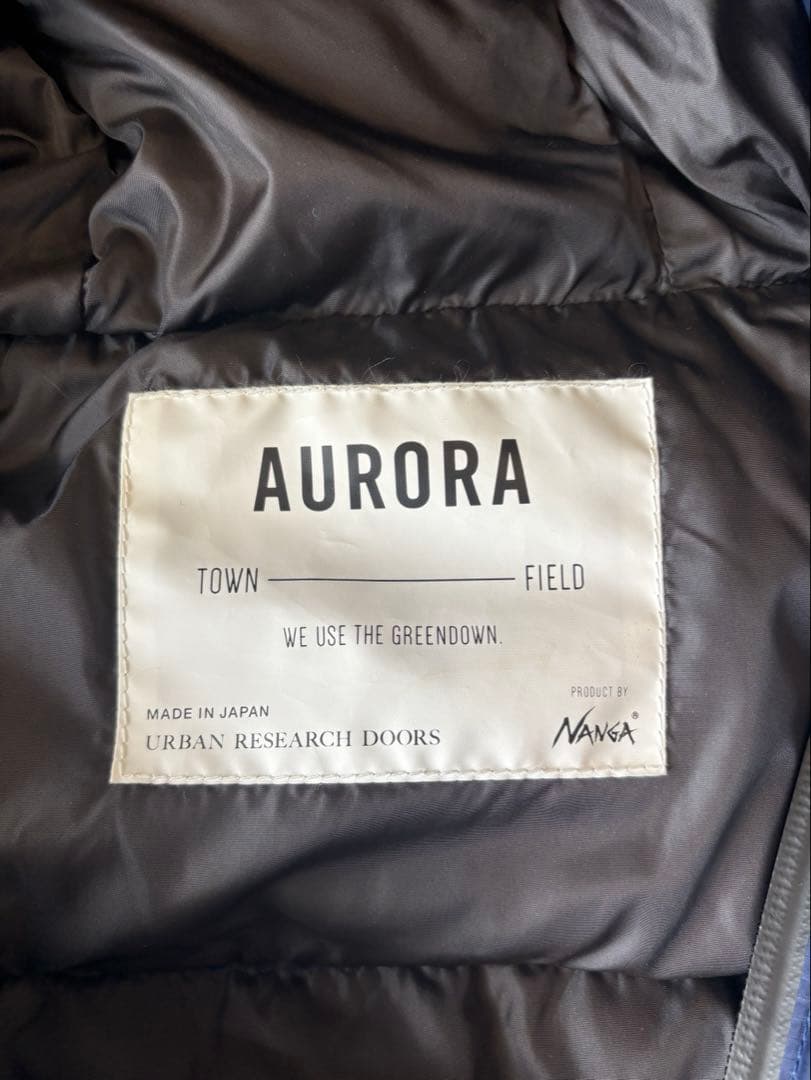 AURORA
TOWN FIELD
WE USE THE GREENDOWN.
MADE IN JAPAN
URBAN RESEARCH DOORS
PRODUCT BY
NANGA®